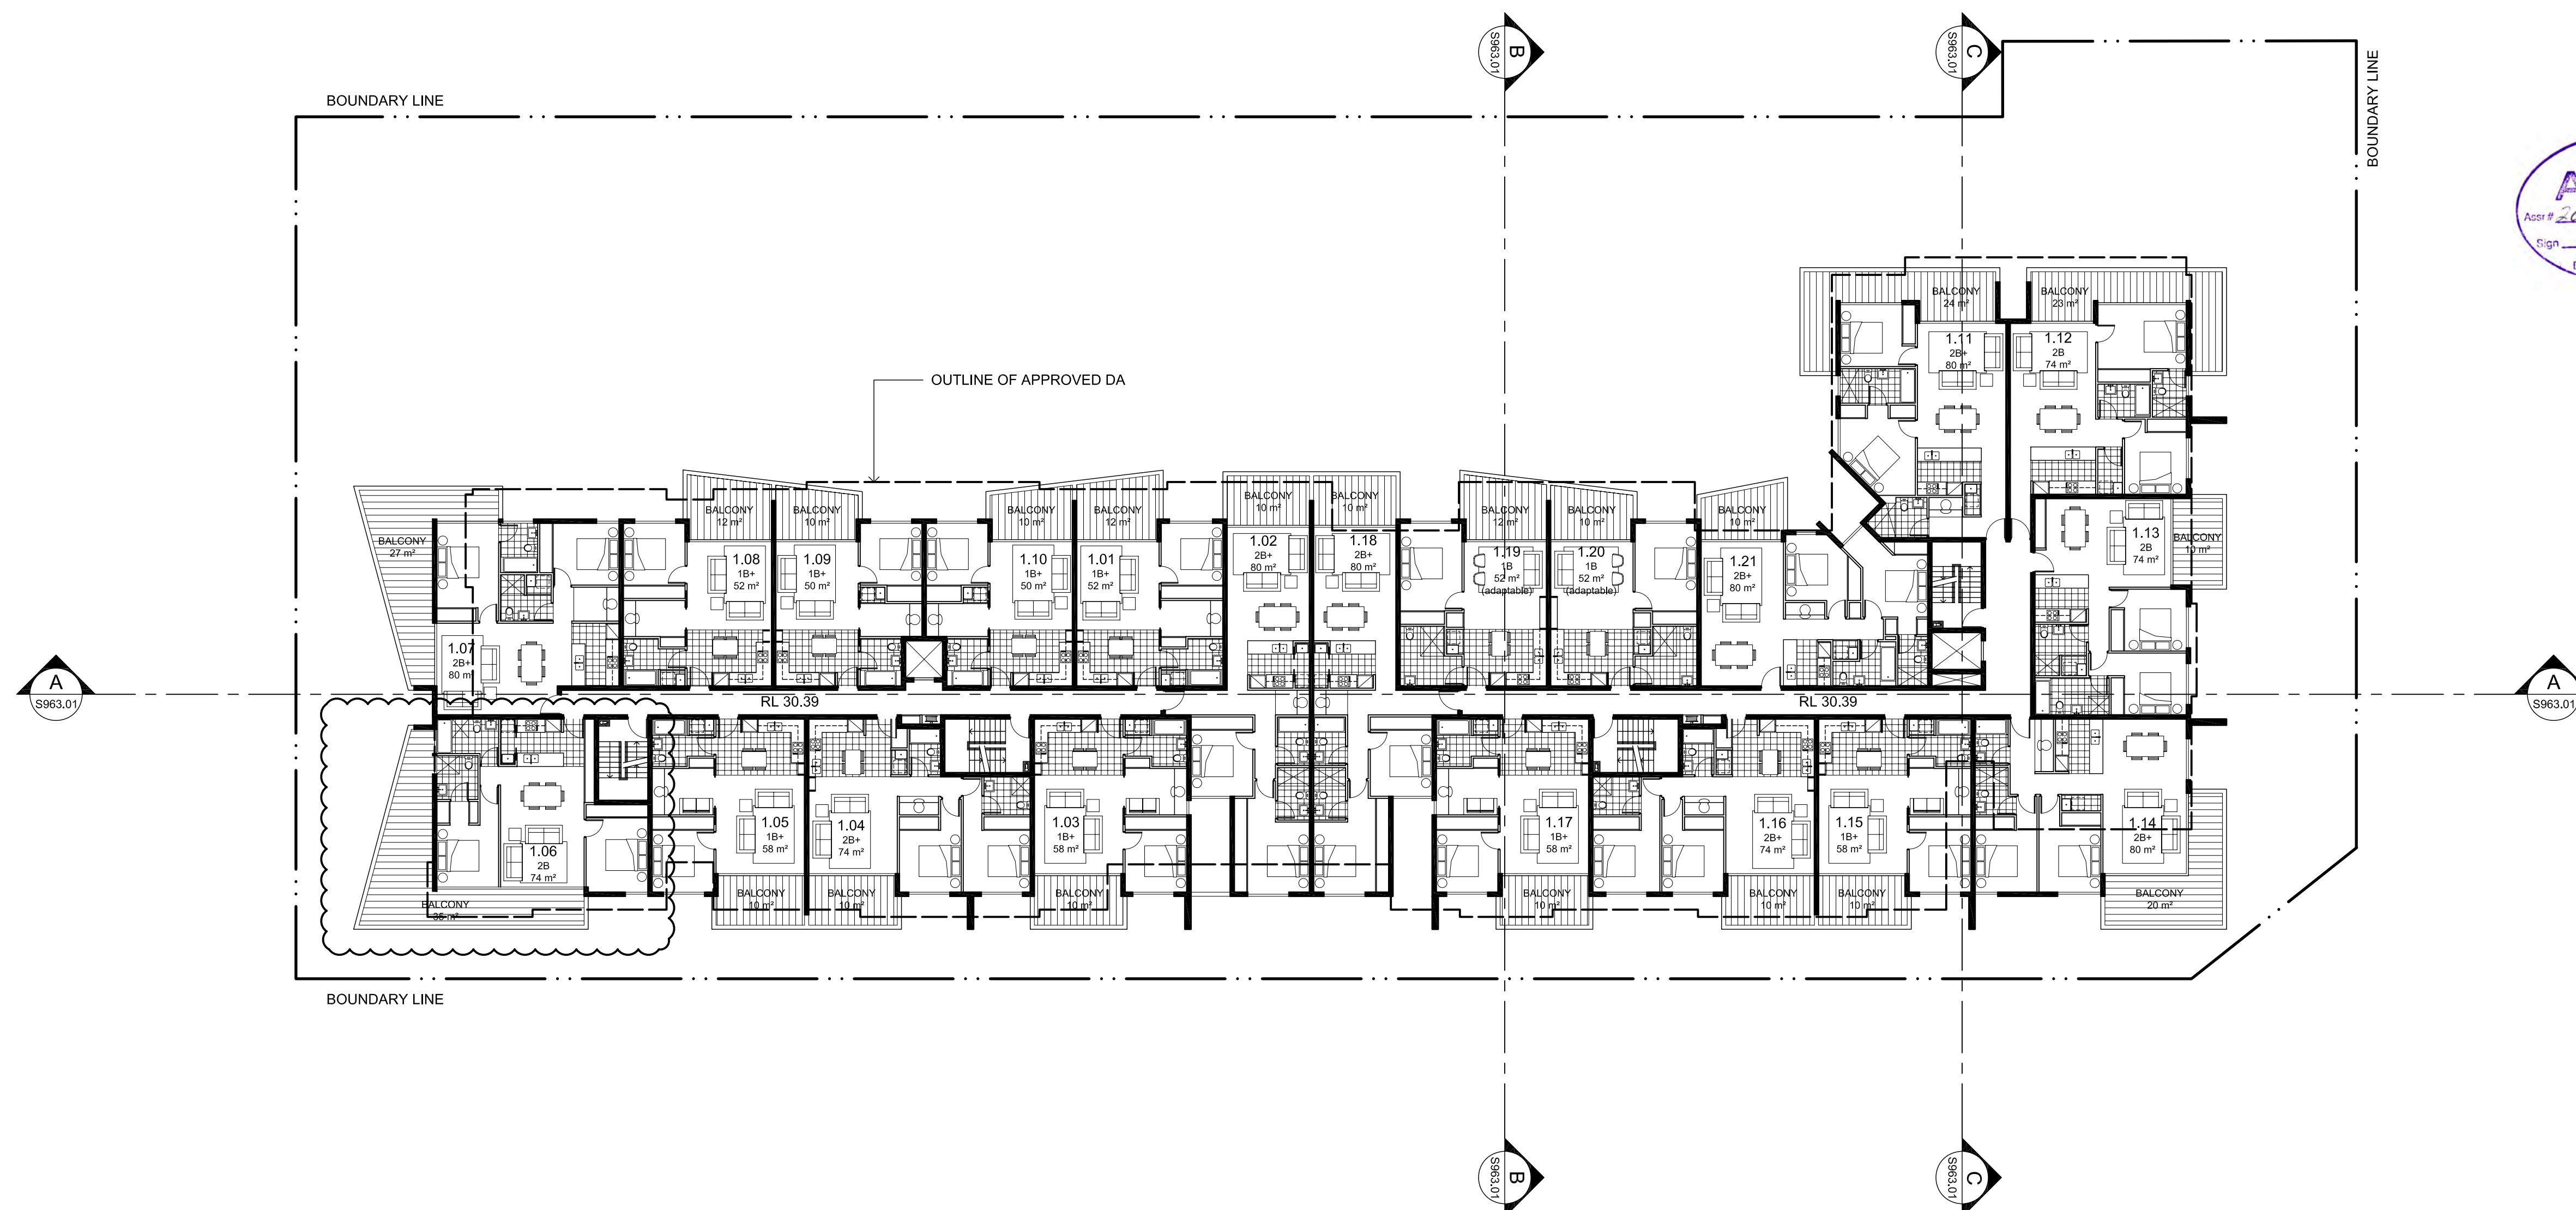 B
S963.01
C
S963.01
BOUNDARY LINE
BOUNDARY LINE
Assr #
Sign
BALCONY
24 m²
BALCONY
23 m²
1.11
2B+
80 m²
1.12
2B
74 m²
OUTLINE OF APPROVED DA
BALCONY
27 m²
BALCONY
12 m²
BALCONY
10 m²
BALCONY
10 m²
BALCONY
12 m²
BALCONY
10 m²
BALCONY
10 m²
BALCONY
12 m²
BALCONY
10 m²
BALCONY
10 m²
1.13
2B
74 m²
BALCONY
10 m²
1.08
1B+
52 m²
1.09
1B+
50 m²
1.10
1B+
50 m²
1.01
1B+
52 m²
1.02
2B+
80 m²
1.18
2B+
80 m²
1.19
1B
52 m²
(adaptable)
1.20
1B
52 m²
(adaptable)
1.21
2B+
80 m²
1.07
2B+
80 m²
A
S963.01
RL 30.39
RL 30.39
A
S963.01
1.06
2B
74 m²
1.05
1B+
58 m²
1.04
2B+
74 m²
1.03
1B+
58 m²
1.17
1B+
58 m²
1.16
2B+
74 m²
1.15
1B+
58 m²
1.14
2B+
80 m²
BALCONY
35 m²
BALCONY
10 m²
BALCONY
10 m²
BALCONY
10 m²
BALCONY
10 m²
BALCONY
10 m²
BALCONY
10 m²
BALCONY
20 m²
BOUNDARY LINE
B
S963.01
C
S963.01